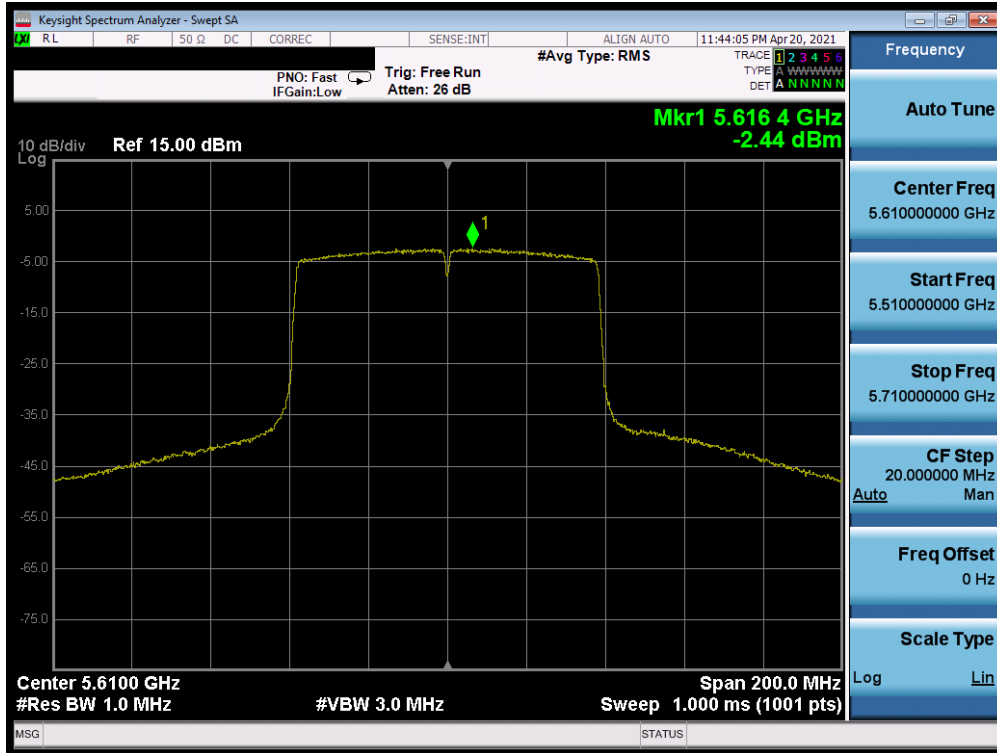 Keysight Spectrum Analyzer - Swept SA
LXI RL RF 50 Ω DC CORREC SENSE:INT ALIGN AUTO 11:44:05 PM Apr 20, 2021
#Avg Type: RMS
TRACE 1 2 3 4 5 6
TYPE A WWWWW
DET A N N N N N
PNO: Fast
IFGain:Low
Trig: Free Run
Atten: 26 dB
Mkr1 5.616 4 GHz
-2.44 dBm
10 dB/div Ref 15.00 dBm
Log
1
5.00
-5.00
-15.0
-25.0
-35.0
-45.0
-55.0
-65.0
-75.0
Center 5.6100 GHz Span 200.0 MHz
#Res BW 1.0 MHz #VBW 3.0 MHz Sweep 1.000 ms (1001 pts)
MSG STATUS
Frequency
Auto Tune
Center Freq
5.610000000 GHz
Start Freq
5.510000000 GHz
Stop Freq
5.710000000 GHz
CF Step
20.000000 MHz
Auto Man
Freq Offset
0 Hz
Scale Type
Log Lin